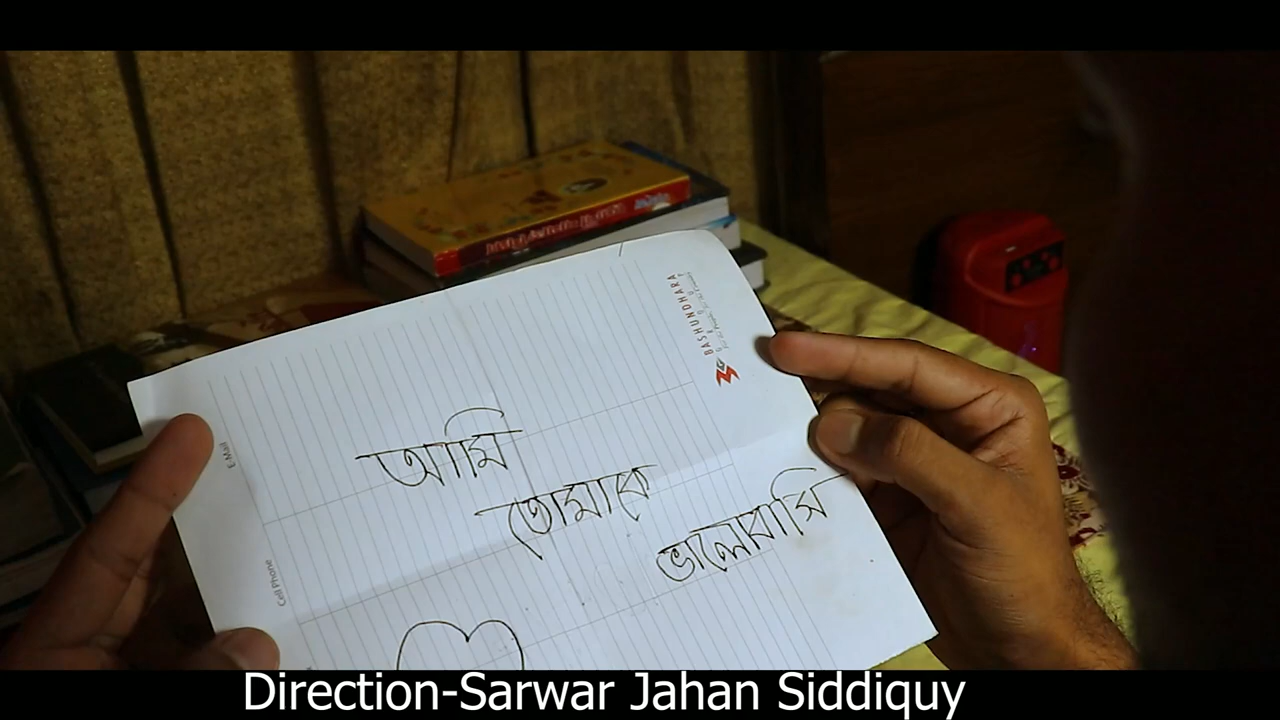 BASHUNDHARA
E-Mail
Cell Phone
আমি
তোমাকে
ভালোবাসি
Direction-Sarwar Jahan Siddiquy